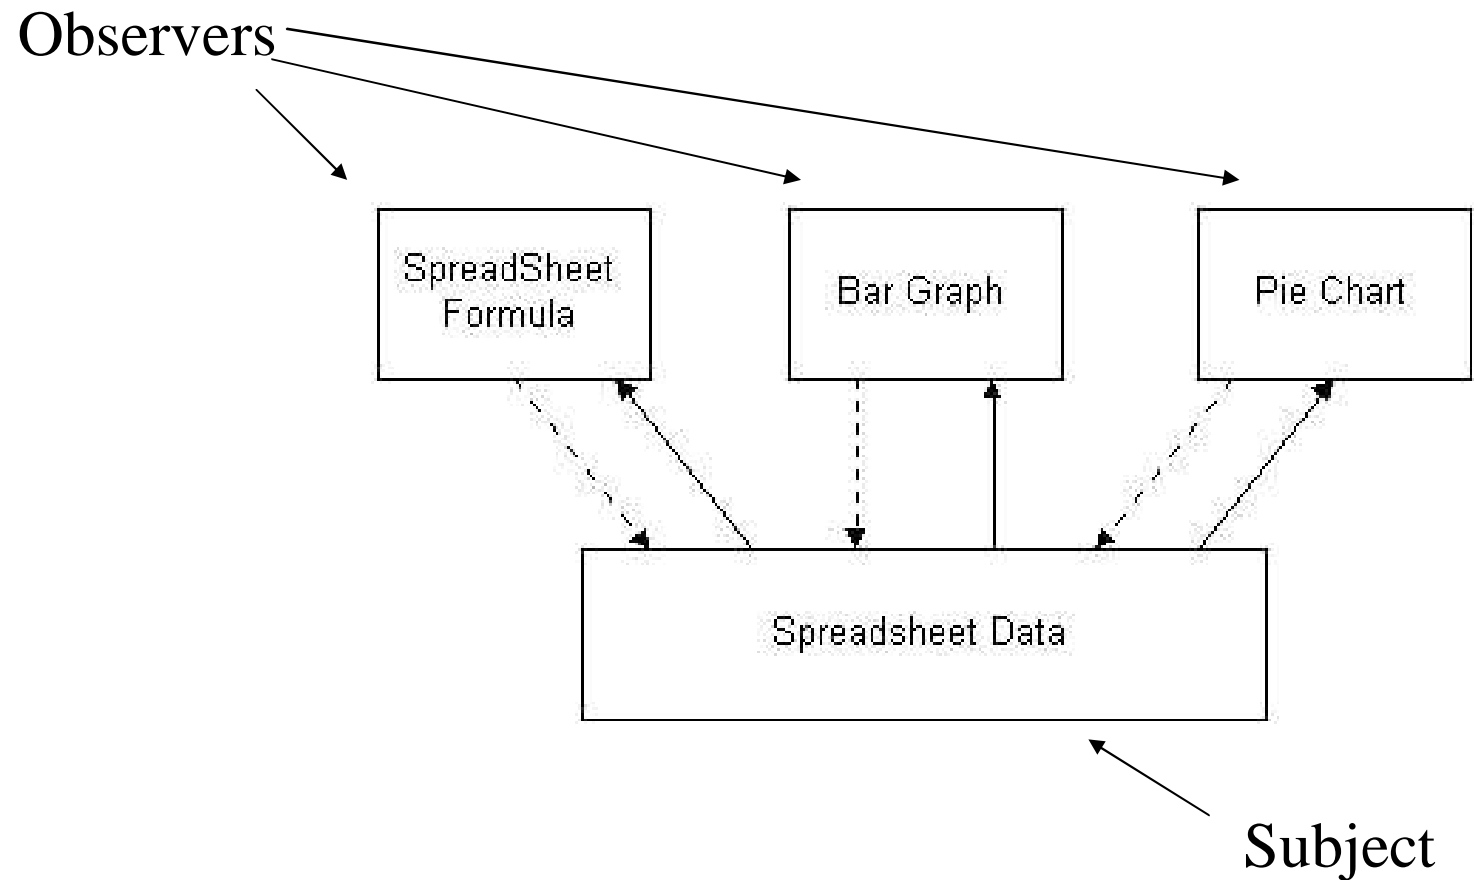 Observers
SpreadSheet
Formula
Bar Graph
Pie Chart
Spreadsheet Data
Subject